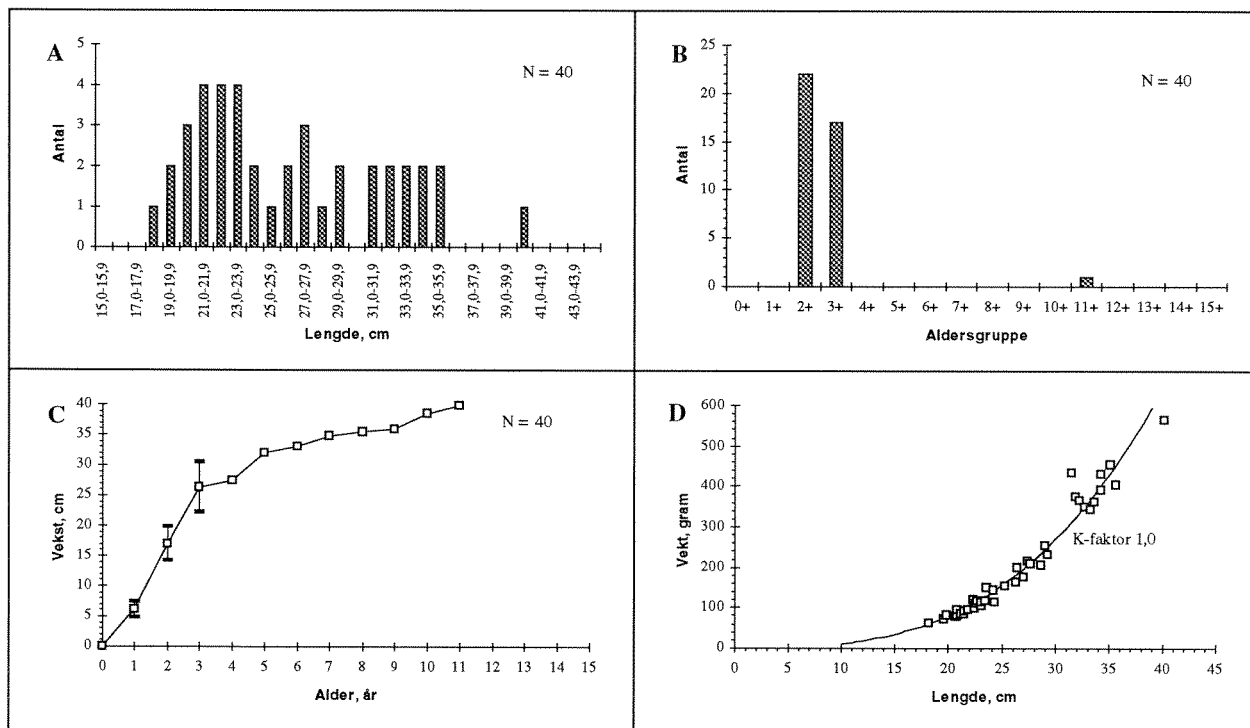 A
N = 40
Antal
5
4
3
2
1
0
15,0-15,9
17,0-17,9
19,0-19,9
21,0-21,9
23,0-23,9
25,0-25,9
27,0-27,9
29,0-29,9
31,0-31,9
33,0-33,9
35,0-35,9
37,0-37,9
39,0-39,9
41,0-41,9
43,0-43,9
Lengde, cm
B
N = 40
Antal
25
20
15
10
5
0
0+ 1+ 2+ 3+ 4+ 5+ 6+ 7+ 8+ 9+ 10+ 11+ 12+ 13+ 14+ 15+
Aldersgruppe
C
N = 40
Vekst, cm
40
35
30
25
20
15
10
5
0
0 1 2 3 4 5 6 7 8 9 10 11 12 13 14 15
Alder, år
D
Vekt, gram
600
500
400
300
200
100
0
K-faktor 1,0
0 5 10 15 20 25 30 35 40 45
Lengde, cm